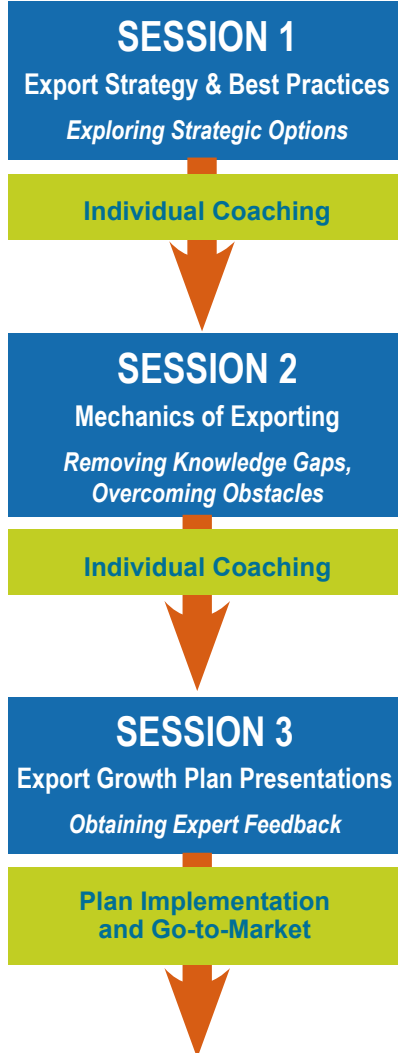 SESSION 1
Export Strategy & Best Practices
Exploring Strategic Options
Individual Coaching
SESSION 2
Mechanics of Exporting
Removing Knowledge Gaps,
Overcoming Obstacles
Individual Coaching
SESSION 3
Export Growth Plan Presentations
Obtaining Expert Feedback
Plan Implementation
and Go-to-Market